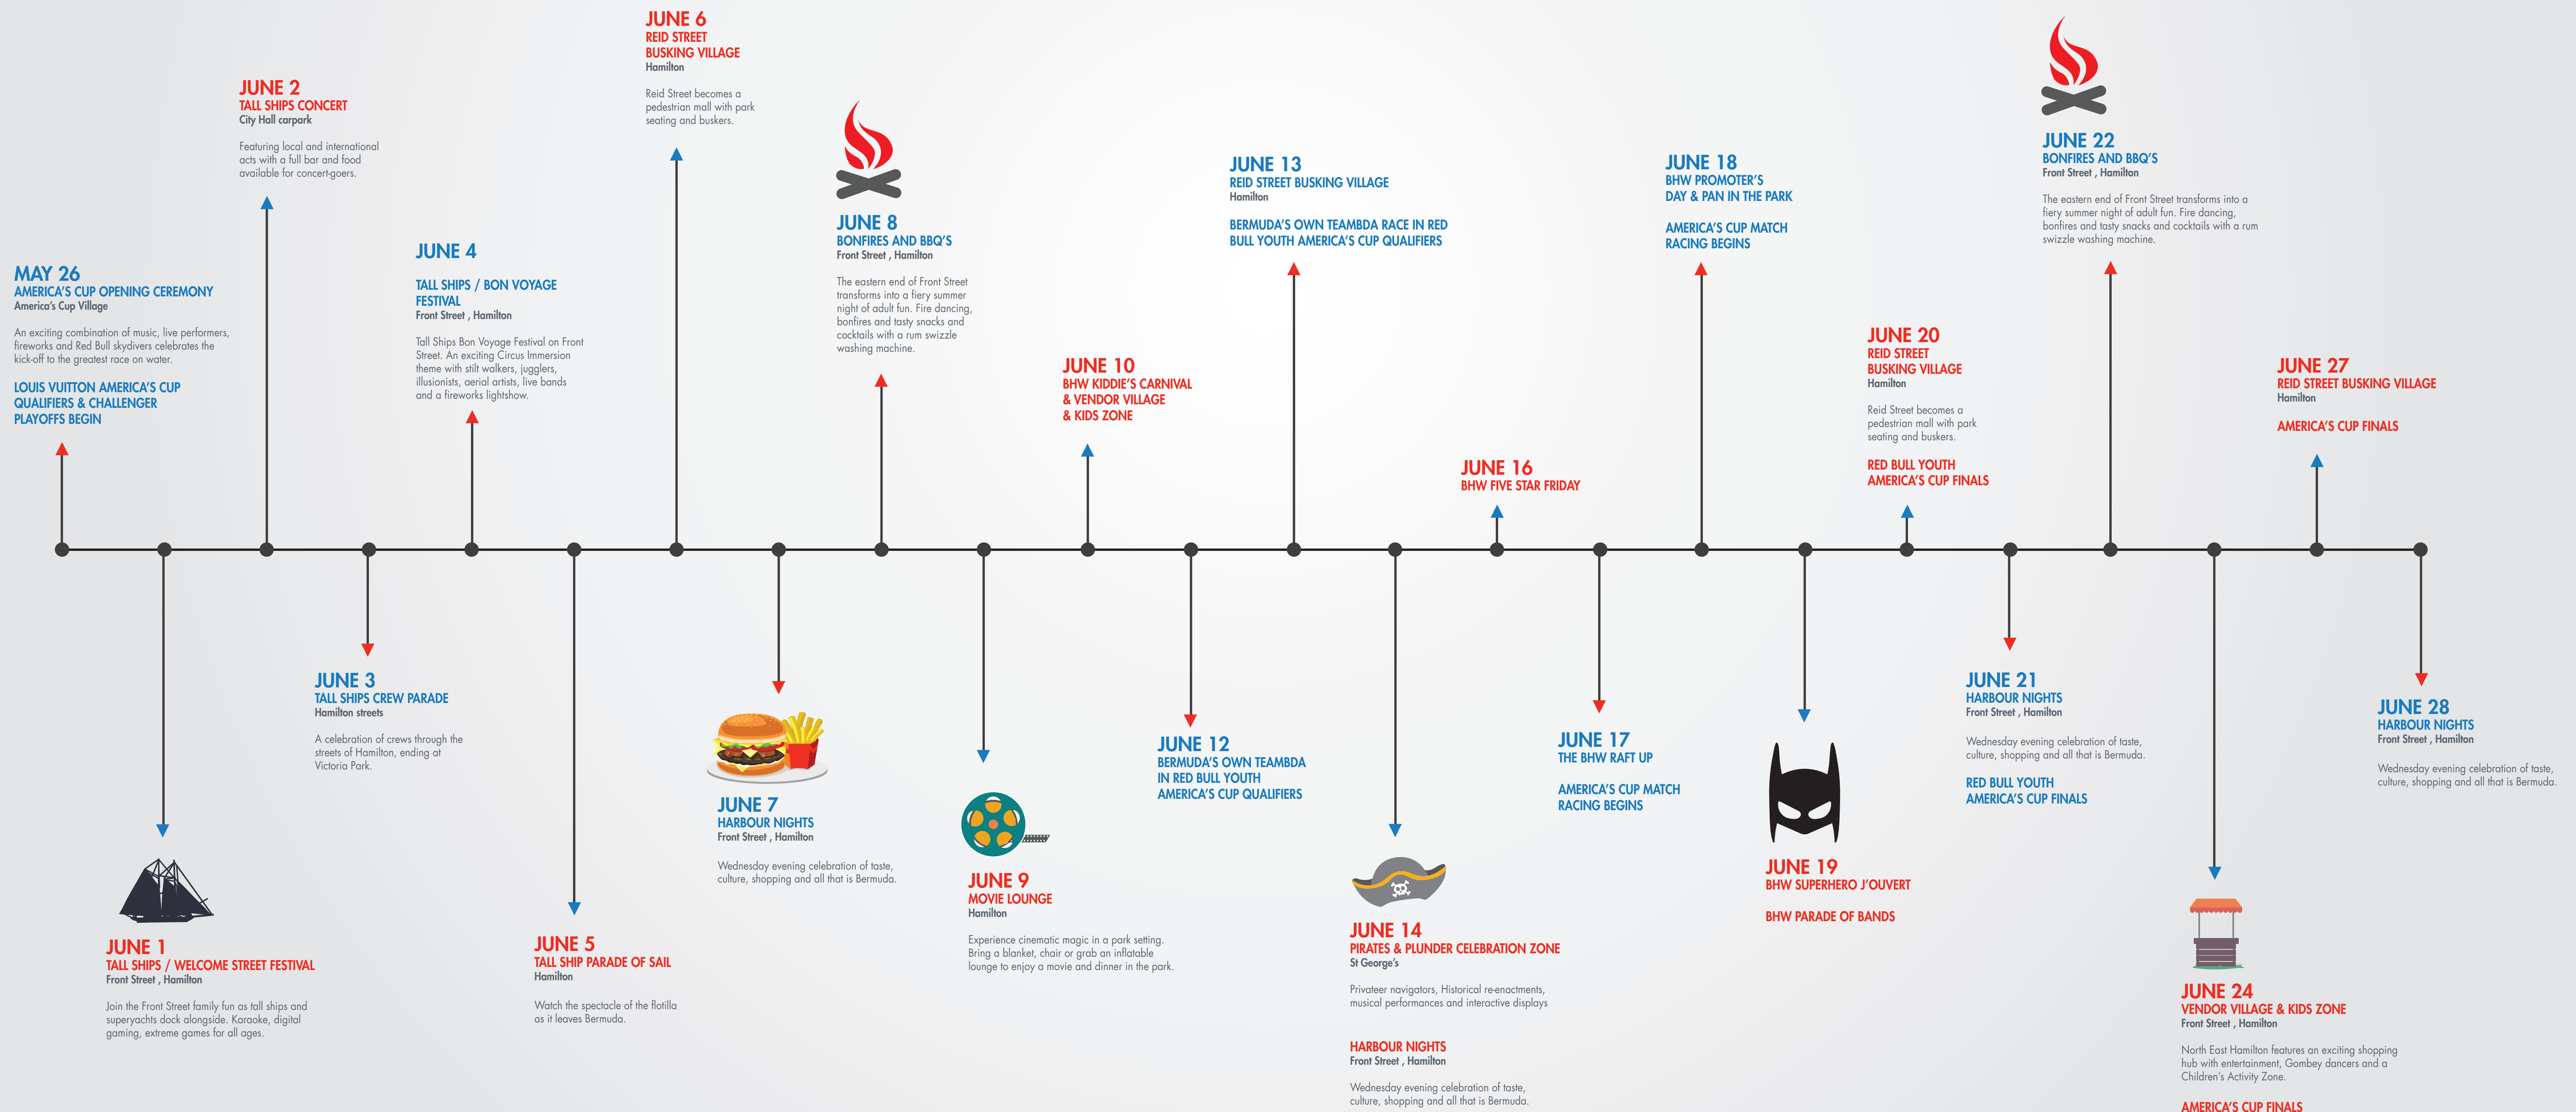 MAY 26
AMERICA'S CUP OPENING CEREMONY
America's Cup Village
An exciting combination of music, live performers,
fireworks and Red Bull skydivers celebrates the
kick-off to the greatest race on water.
LOUIS VUITTON AMERICA'S CUP
QUALIFIERS & CHALLENGER
PLAYOFFS BEGIN
JUNE 1
TALL SHIPS / WELCOME STREET FESTIVAL
Front Street , Hamilton
Join the Front Street family fun as tall ships and
superyachts dock alongside. Karaoke, digital
gaming, extreme games for all ages.
JUNE 2
TALL SHIPS CONCERT
City Hall carpark
Featuring local and international
acts with a full bar and food
available for concert-goers.
JUNE 3
TALL SHIPS CREW PARADE
Hamilton streets
A celebration of crews through the
streets of Hamilton, ending at
Victoria Park.
JUNE 4
TALL SHIPS / BON VOYAGE
FESTIVAL
Front Street , Hamilton
Tall Ships Bon Voyage Festival on Front
Street. An exciting Circus Immersion
theme with stilt walkers, jugglers,
illusionists, aerial artists, live bands
and a fireworks lightshow.
JUNE 5
TALL SHIP PARADE OF SAIL
Hamilton
Watch the spectacle of the flotilla
as it leaves Bermuda.
JUNE 6
REID STREET
BUSKING VILLAGE
Hamilton
Reid Street becomes a
pedestrian mall with park
seating and buskers.
JUNE 7
HARBOUR NIGHTS
Front Street , Hamilton
Wednesday evening celebration of taste,
culture, shopping and all that is Bermuda.
JUNE 8
BONFIRES AND BBQ'S
Front Street , Hamilton
The eastern end of Front Street
transforms into a fiery summer
night of adult fun. Fire dancing,
bonfires and tasty snacks and
cocktails with a rum swizzle
washing machine.
JUNE 9
MOVIE LOUNGE
Hamilton
Experience cinematic magic in a park setting.
Bring a blanket, chair or grab an inflatable
lounge to enjoy a movie and dinner in the park.
JUNE 10
BHW KIDDIE'S CARNIVAL
& VENDOR VILLAGE
& KIDS ZONE
JUNE 12
BERMUDA'S OWN TEAMBDA
IN RED BULL YOUTH
AMERICA'S CUP QUALIFIERS
JUNE 13
REID STREET BUSKING VILLAGE
Hamilton
BERMUDA'S OWN TEAMBDA RACE IN RED
BULL YOUTH AMERICA'S CUP QUALIFIERS
JUNE 14
PIRATES & PLUNDER CELEBRATION ZONE
St George's
Privateer navigators, Historical re-enactments,
musical performances and interactive displays
HARBOUR NIGHTS
Front Street , Hamilton
Wednesday evening celebration of taste,
culture, shopping and all that is Bermuda.
JUNE 16
BHW FIVE STAR FRIDAY
JUNE 17
THE BHW RAFT UP
AMERICA'S CUP MATCH
RACING BEGINS
JUNE 18
BHW PROMOTER'S
DAY & PAN IN THE PARK
AMERICA'S CUP MATCH
RACING BEGINS
JUNE 19
BHW SUPERHERO J'OUVERT
BHW PARADE OF BANDS
JUNE 20
REID STREET
BUSKING VILLAGE
Hamilton
Reid Street becomes a
pedestrian mall with park
seating and buskers.
RED BULL YOUTH
AMERICA'S CUP FINALS
JUNE 21
HARBOUR NIGHTS
Front Street , Hamilton
Wednesday evening celebration of taste,
culture, shopping and all that is Bermuda.
RED BULL YOUTH
AMERICA'S CUP FINALS
JUNE 22
BONFIRES AND BBQ'S
Front Street , Hamilton
The eastern end of Front Street transforms into a
fiery summer night of adult fun. Fire dancing,
bonfires and tasty snacks and cocktails with a rum
swizzle washing machine.
JUNE 24
VENDOR VILLAGE & KIDS ZONE
Front Street , Hamilton
North East Hamilton features an exciting shopping
hub with entertainment, Gombey dancers and a
Children's Activity Zone.
AMERICA'S CUP FINALS
JUNE 27
REID STREET BUSKING VILLAGE
Hamilton
AMERICA'S CUP FINALS
JUNE 28
HARBOUR NIGHTS
Front Street , Hamilton
Wednesday evening celebration of taste,
culture, shopping and all that is Bermuda.